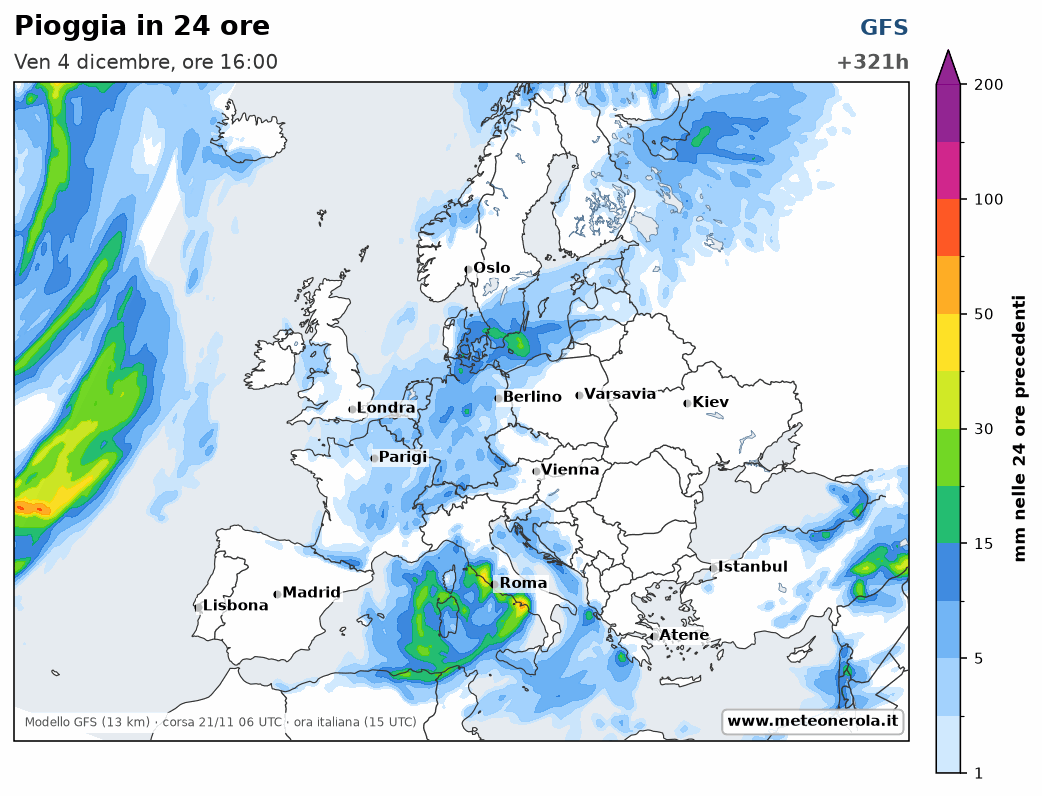 Pioggia in 24 ore
GFS
Ven 4 dicembre, ore 16:00
+321h
Oslo
Berlino
Varsavia
Kiev
Londra
Parigi
Vienna
Istanbul
Roma
Madrid
Lisbona
Atene
Modello GFS (13 km) · corsa 21/11 06 UTC · ora italiana (15 UTC)
www.meteonerola.it
200
100
50
30
15
5
1
mm nelle 24 ore precedenti